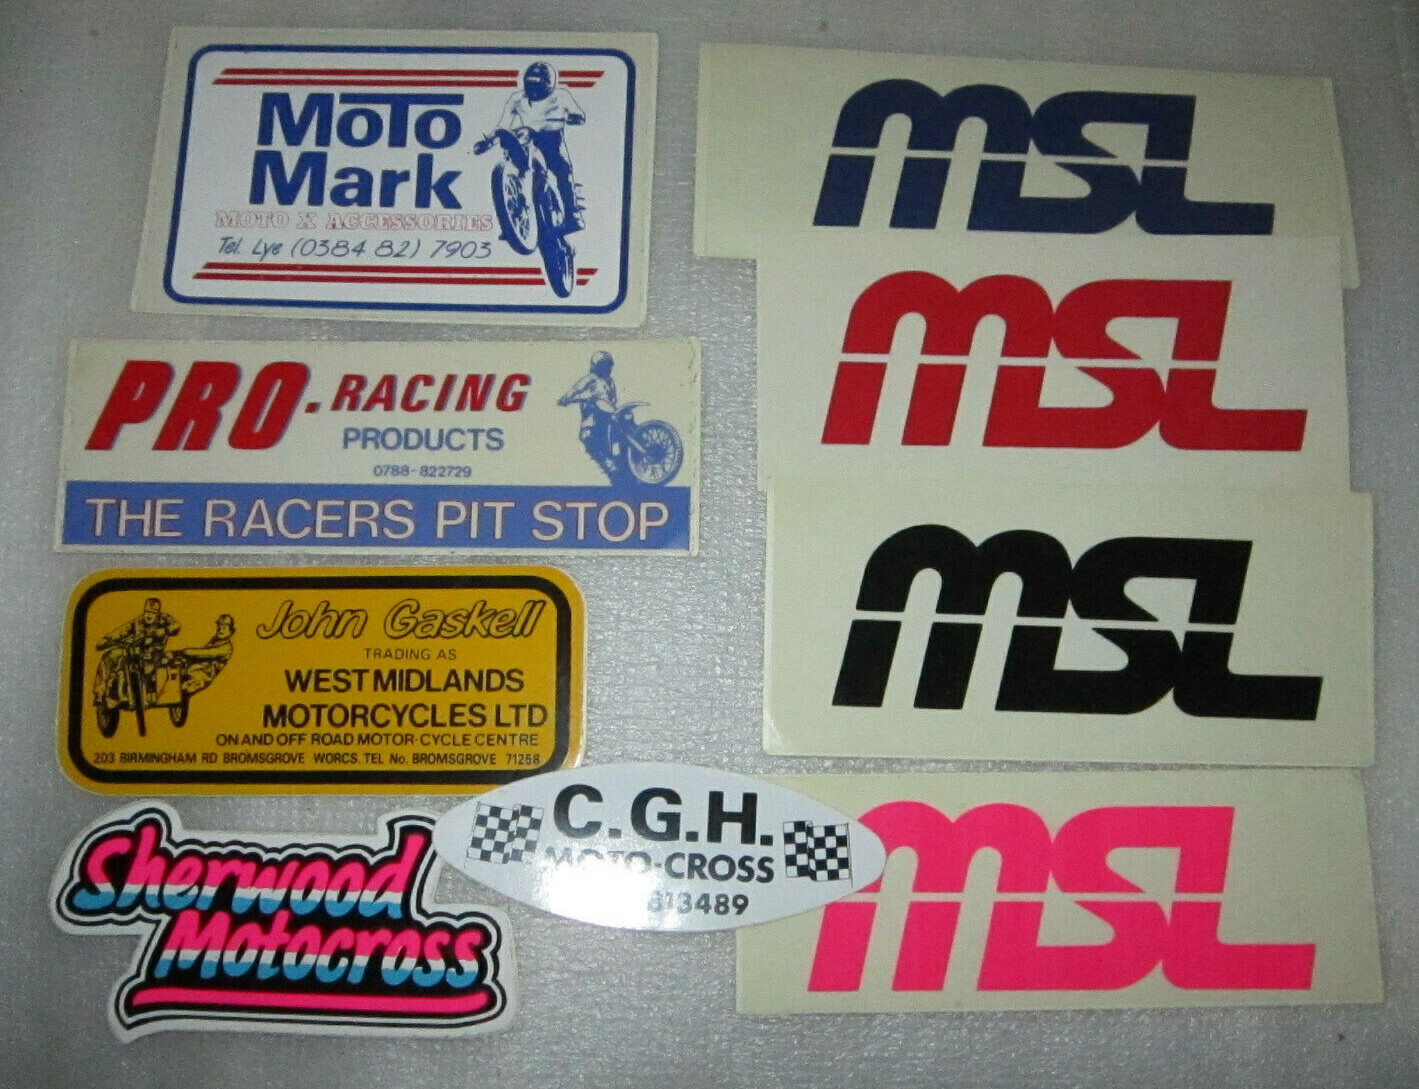 MoTo
Mark
MOTO X ACCESSORIES
Tel. Lye (0384 82) 7903
PRO. RACING
PRODUCTS
0788-822729
THE RACERS PIT STOP
John Gaskell
TRADING AS
WEST MIDLANDS
MOTORCYCLES LTD
ON AND OFF ROAD MOTOR-CYCLE CENTRE
203 BIRMINGHAM RD BROMSGROVE WORCS. TEL No. BROMSGROVE 71268
Sherwood
Motocross
C.G.H.
MOTO-CROSS
813489
msl
msl
msl
msl